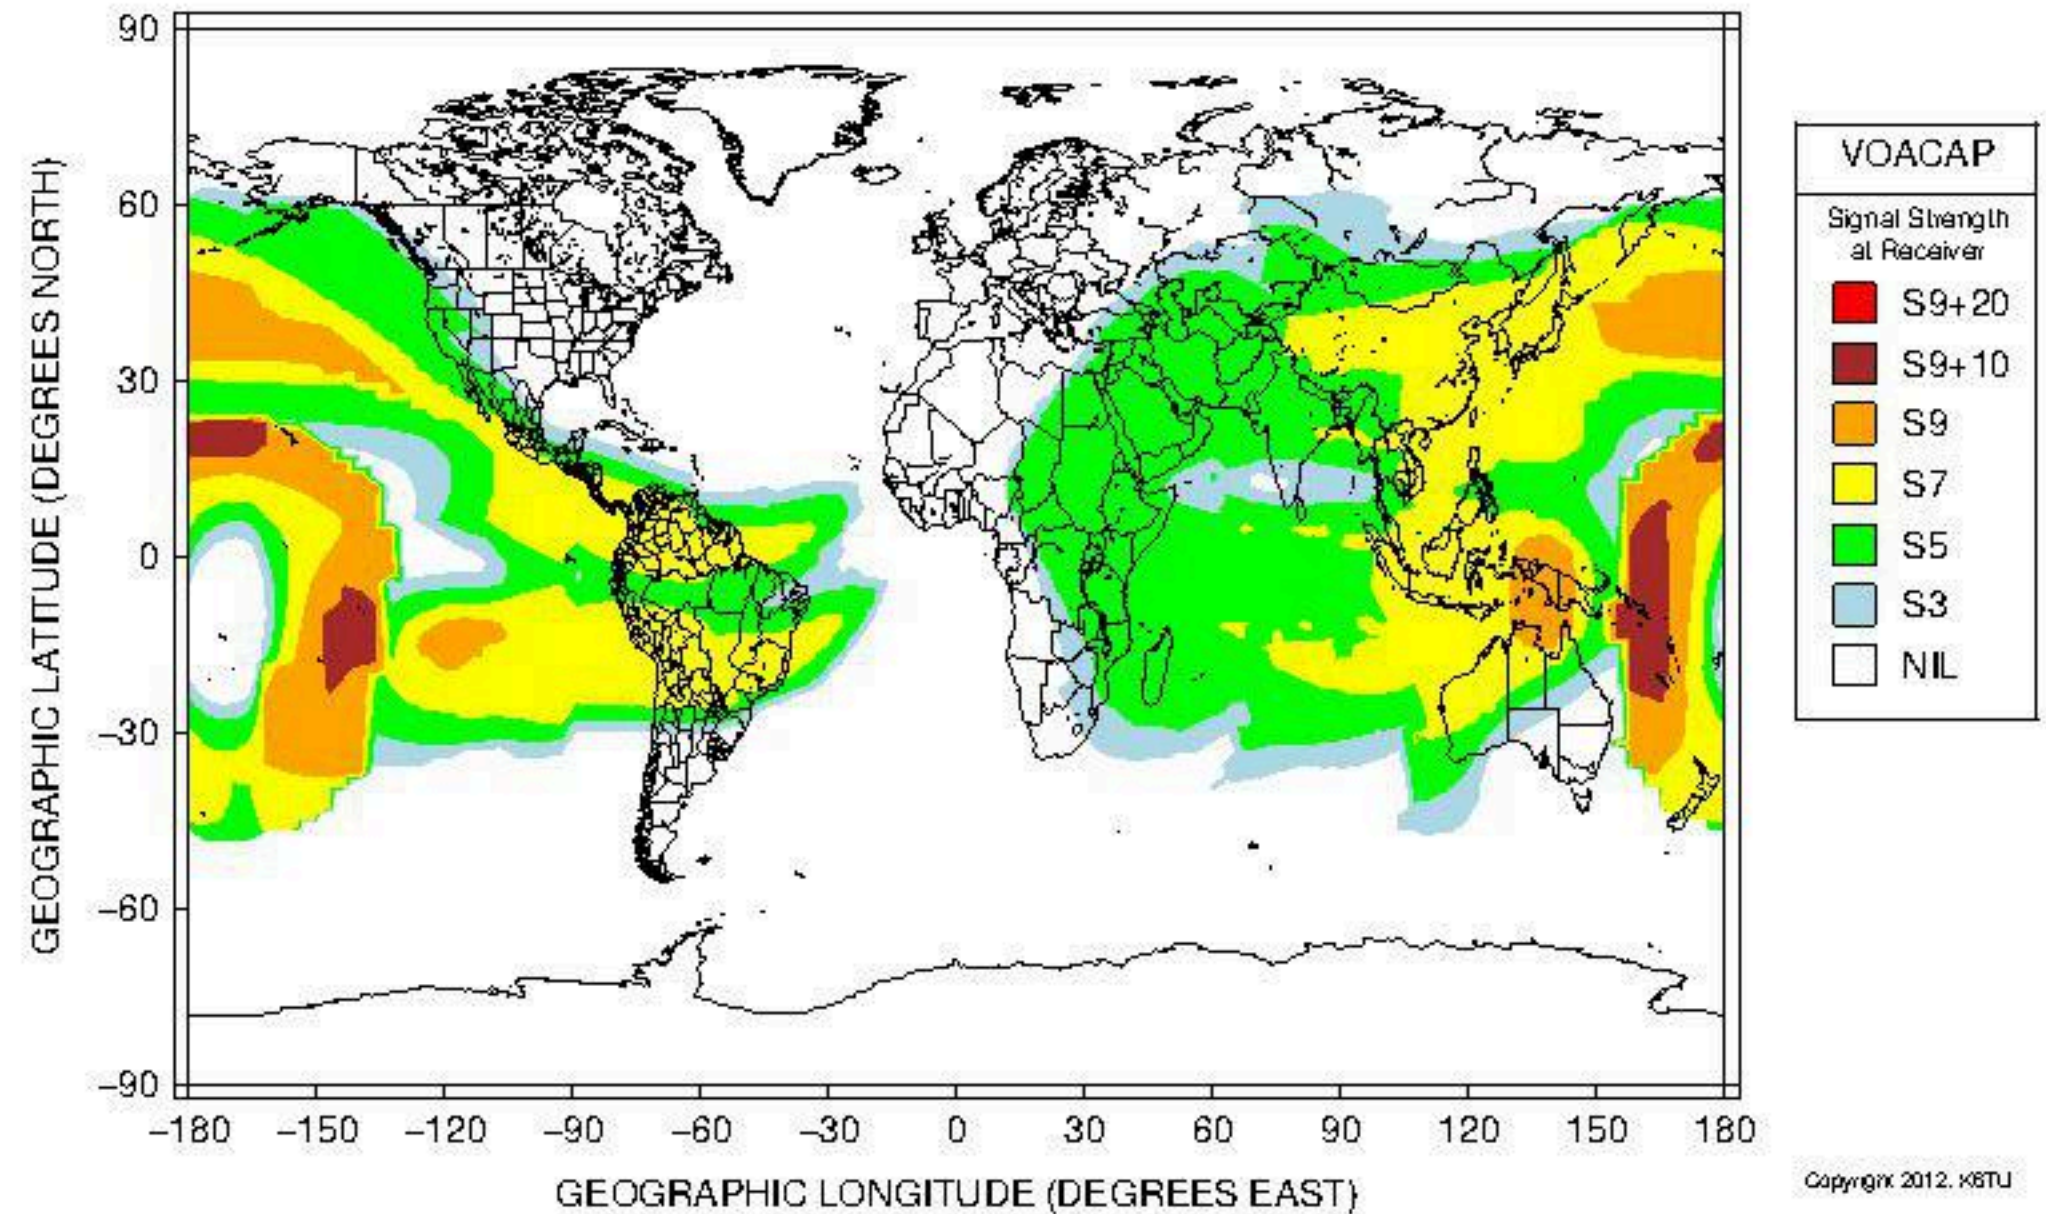 90
60
30
0
−30
−60
−90
GEOGRAPHIC LATITUDE (DEGREES NORTH)
−180 −150 −120 −90 −60 −30 0 30 60 90 120 150 180
GEOGRAPHIC LONGITUDE (DEGREES EAST)
VOACAP
Signal Strength
at Receiver
S9+20
S9+10
S9
S7
S5
S3
NIL
Copyright 2012. K6TU